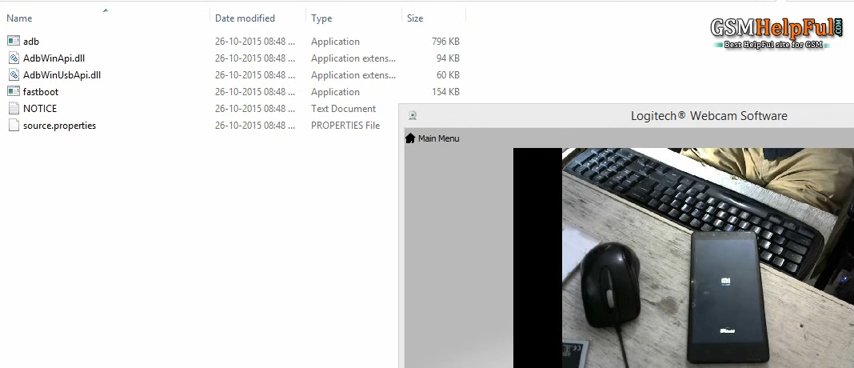 Name Date modified Type Size
adb 26-10-2015 08:48 ... Application 796 KB
AdbWinApi.dll 26-10-2015 08:48 ... Application extens... 94 KB
AdbWinUsbApi.dll 26-10-2015 08:48 ... Application extens... 60 KB
fastboot 26-10-2015 08:48 ... Application 154 KB
NOTICE 26-10-2015 08:48 ... Text Document
source.properties 26-10-2015 08:48 ... PROPERTIES File
GSMHelpFul.COM
Best HelpFul site for GSM
Logitech® Webcam Software
Main Menu
mi